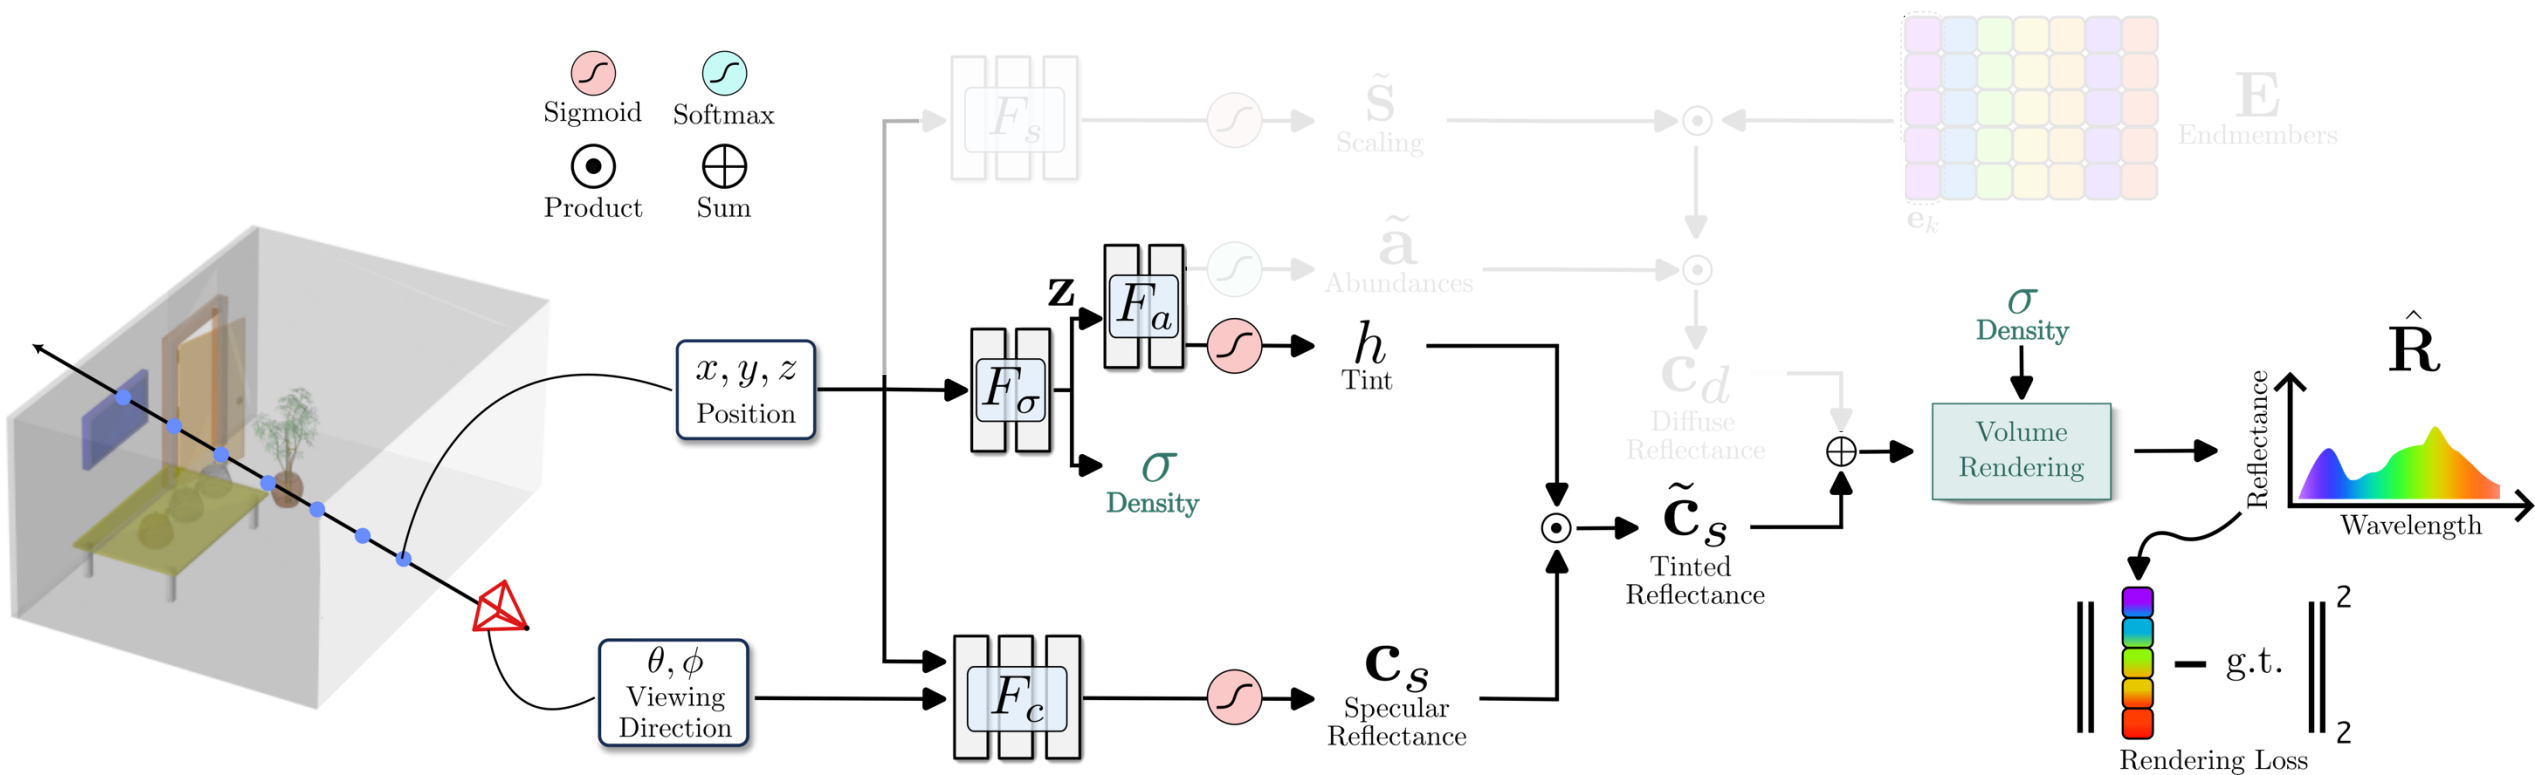 Sigmoid
Softmax
Product
Sum
F_s
s̃
Scaling
E
Endmembers
e_k
z
F_a
ã
Abundances
h
Tint
x, y, z
Position
F_σ
σ
Density
c_d
Diffuse
Reflectance
c̃_s
Tinted
Reflectance
θ, ϕ
Viewing
Direction
F_c
c_s
Specular
Reflectance
σ
Density
Volume
Rendering
R̂
Reflectance
Wavelength
2
− g.t.
2
Rendering Loss